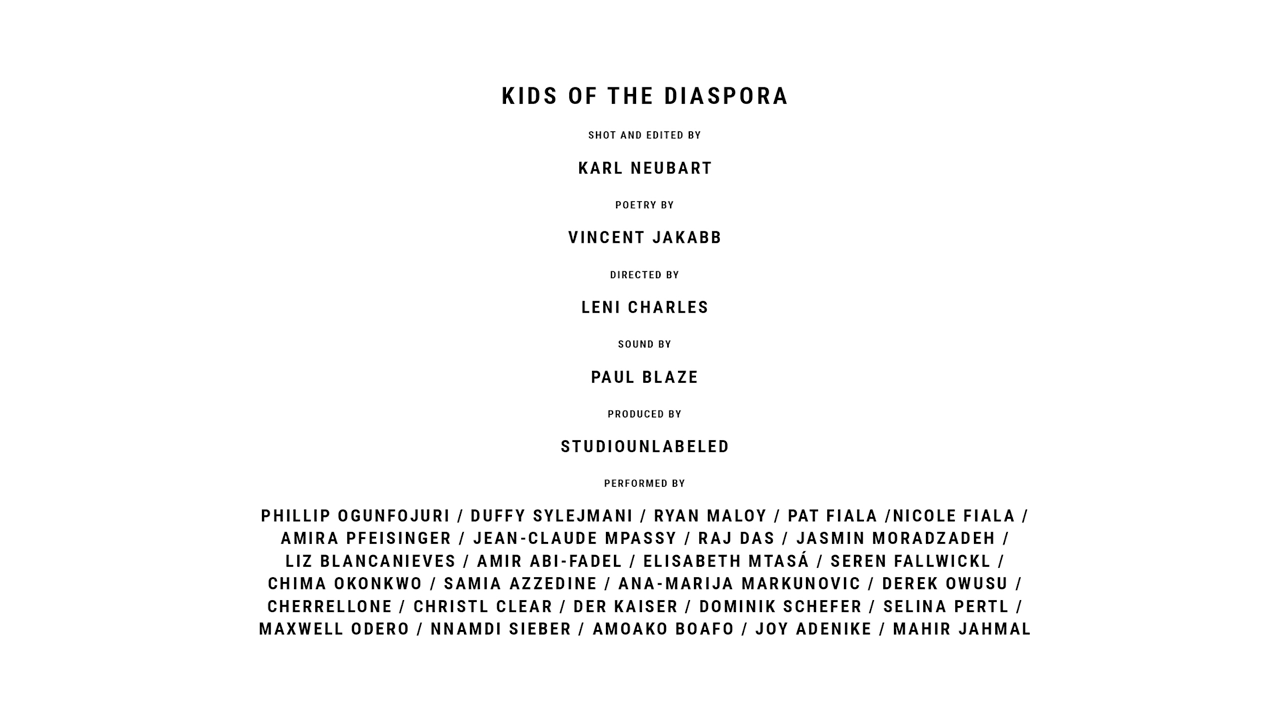 KIDS OF THE DIASPORA
SHOT AND EDITED BY
KARL NEUBART
POETRY BY
VINCENT JAKABB
DIRECTED BY
LENI CHARLES
SOUND BY
PAUL BLAZE
PRODUCED BY
STUDIOUNLABELED
PERFORMED BY
PHILLIP OGUNFOJURI / DUFFY SYLEJMANI / RYAN MALOY / PAT FIALA /NICOLE FIALA /
AMIRA PFEISINGER / JEAN-CLAUDE MPASSY / RAJ DAS / JASMIN MORADZADEH /
LIZ BLANCANIEVES / AMIR ABI-FADEL / ELISABETH MTASÁ / SEREN FALLWICKL /
CHIMA OKONKWO / SAMIA AZZEDINE / ANA-MARIJA MARKUNOVIC / DEREK OWUSU /
CHERRELLONE / CHRISTL CLEAR / DER KAISER / DOMINIK SCHEFER / SELINA PERTL /
MAXWELL ODERO / NNAMDI SIEBER / AMOAKO BOAFO / JOY ADENIKE / MAHIR JAHMAL